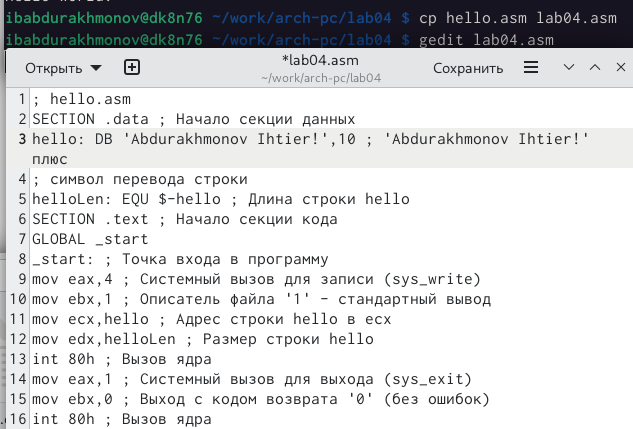 ibabdurakhmonov@dk8n76 ~/work/arch-pc/lab04 $ cp hello.asm lab04.asm
ibabdurakhmonov@dk8n76 ~/work/arch-pc/lab04 $ gedit lab04.asm
Открыть *lab04.asm Сохранить
~/work/arch-pc/lab04
1 ; hello.asm
2 SECTION .data ; Начало секции данных
3 hello: DB 'Abdurakhmonov Ihtier!',10 ; 'Abdurakhmonov Ihtier!'
плюс
4 ; символ перевода строки
5 helloLen: EQU $-hello ; Длина строки hello
6 SECTION .text ; Начало секции кода
7 GLOBAL _start
8 _start: ; Точка входа в программу
9 mov eax,4 ; Системный вызов для записи (sys_write)
10 mov ebx,1 ; Описатель файла '1' - стандартный вывод
11 mov ecx,hello ; Адрес строки hello в ecx
12 mov edx,helloLen ; Размер строки hello
13 int 80h ; Вызов ядра
14 mov eax,1 ; Системный вызов для выхода (sys_exit)
15 mov ebx,0 ; Выход с кодом возврата '0' (без ошибок)
16 int 80h ; Вызов ядра